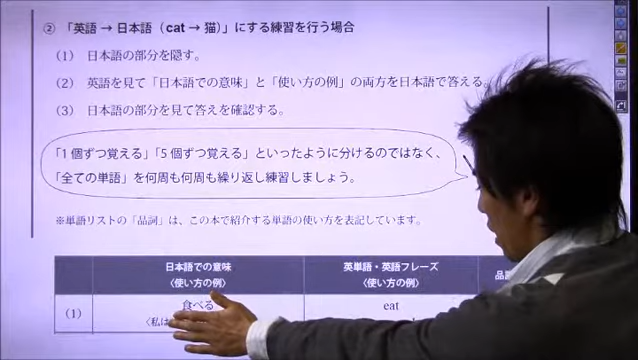 ② 「英語 → 日本語（cat → 猫）」にする練習を行う場合
（1） 日本語の部分を隠す。
（2） 英語を見て「日本語での意味」と「使い方の例」の両方を日本語で答える。
（3） 日本語の部分を見て答えを確認する。
「1個ずつ覚える」「5個ずつ覚える」といったように分けるのではなく、
「全ての単語」を何周も何周も繰り返し練習しましょう。
※単語リストの「品詞」は、この本で紹介する単語の使い方を表記しています。
日本語での意味 英単語・英語フレーズ 品詞
〈使い方の例〉 〈使い方の例〉
（1） 食べる eat
〈私は